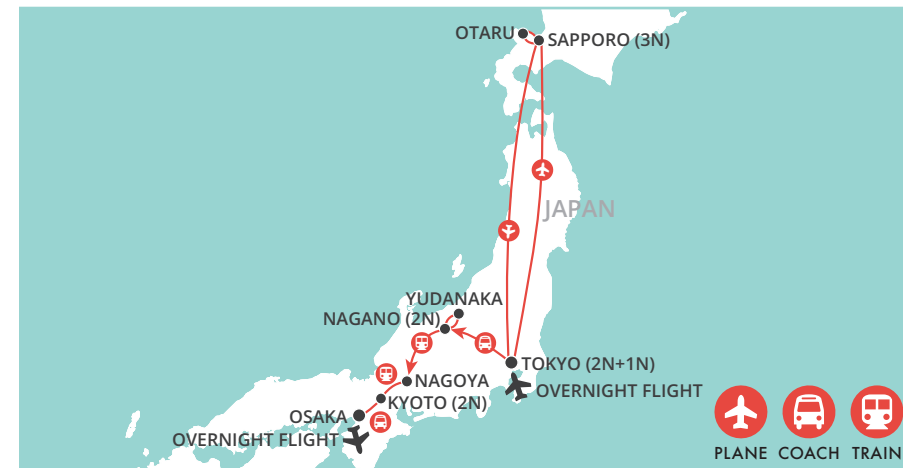 OTARU
SAPPORO (3N)
JAPAN
YUDANAKA
NAGANO (2N)
TOKYO (2N+1N)
NAGOYA
OVERNIGHT FLIGHT
KYOTO (2N)
OSAKA
OVERNIGHT FLIGHT
PLANE COACH TRAIN